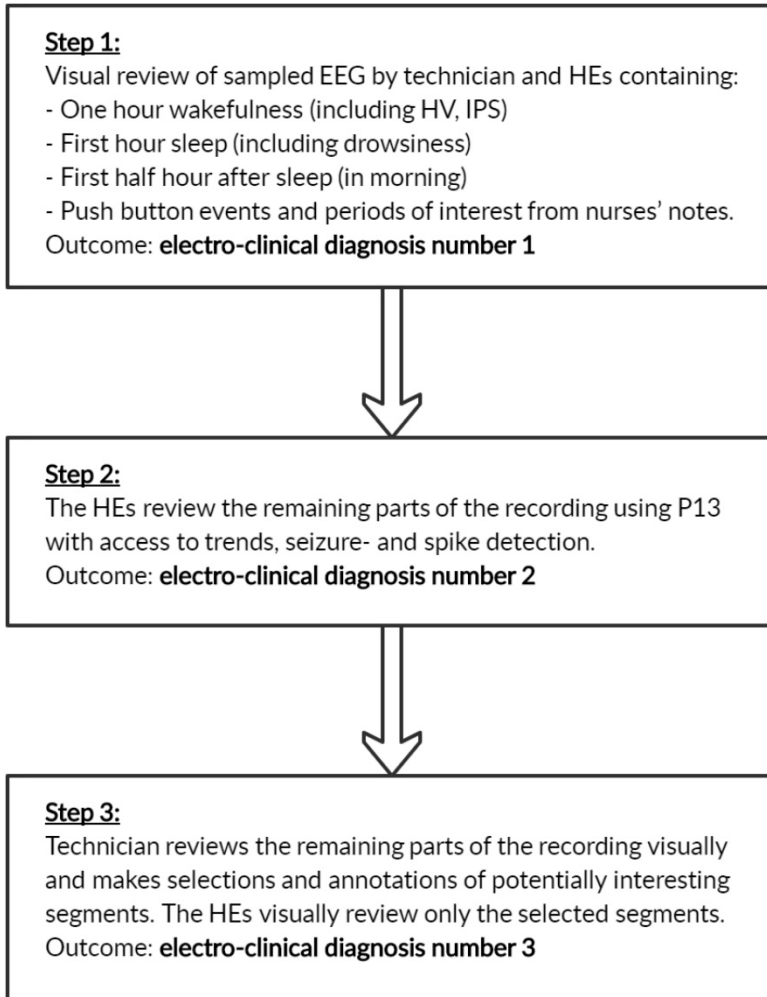 Step 1:
Visual review of sampled EEG by technician and HEs containing:
- One hour wakefulness (including HV, IPS)
- First hour sleep (including drowsiness)
- First half hour after sleep (in morning)
- Push button events and periods of interest from nurses’ notes.
Outcome: electro-clinical diagnosis number 1
Step 2:
The HEs review the remaining parts of the recording using P13
with access to trends, seizure- and spike detection.
Outcome: electro-clinical diagnosis number 2
Step 3:
Technician reviews the remaining parts of the recording visually
and makes selections and annotations of potentially interesting
segments. The HEs visually review only the selected segments.
Outcome: electro-clinical diagnosis number 3